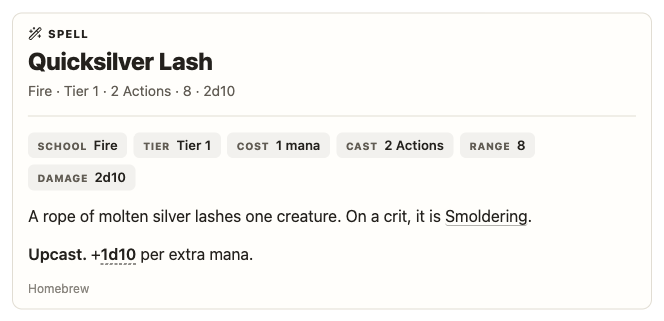 SPELL
Quicksilver Lash
Fire · Tier 1 · 2 Actions · 8 · 2d10
SCHOOL Fire TIER Tier 1 COST 1 mana CAST 2 Actions RANGE 8
DAMAGE 2d10
A rope of molten silver lashes one creature. On a crit, it is Smoldering.
Upcast. +1d10 per extra mana.
Homebrew